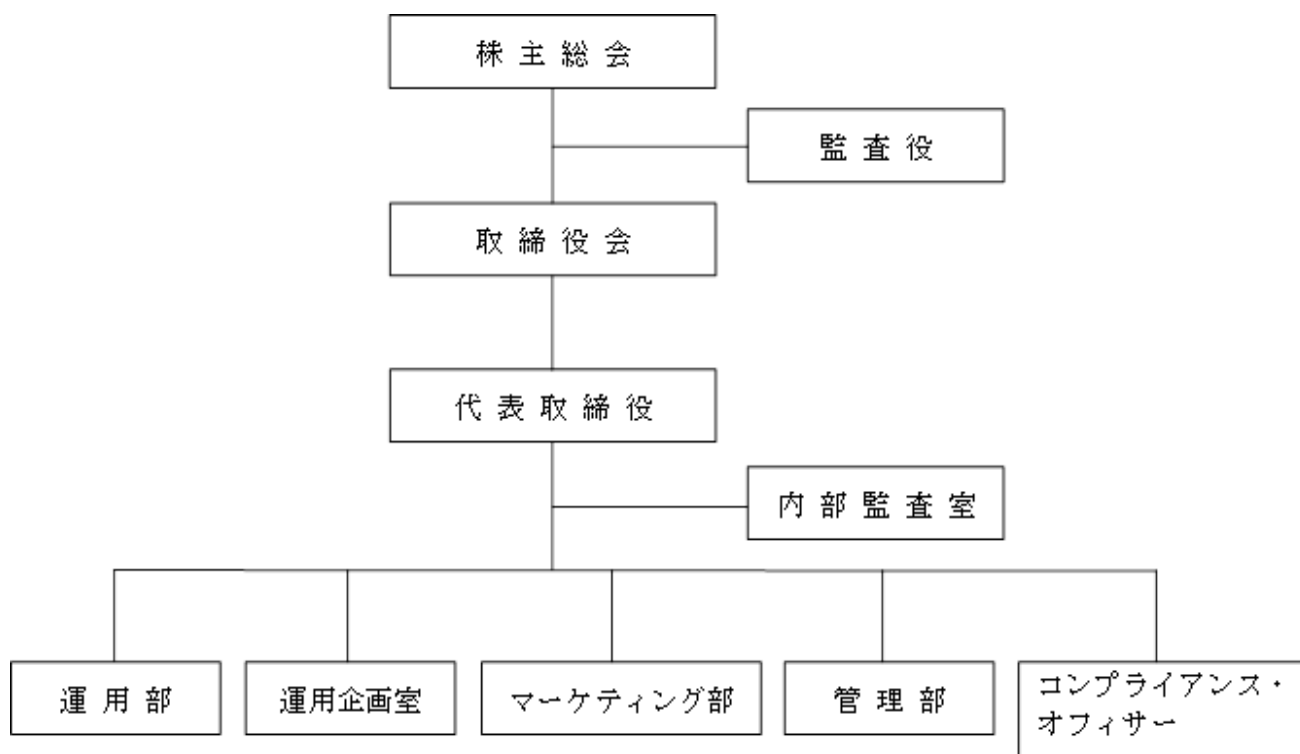 株主総会
監査役
取締役会
代表取締役
内部監査室
運用部
運用企画室
マーケティング部
管理部
コンプライアンス・
オフィサー